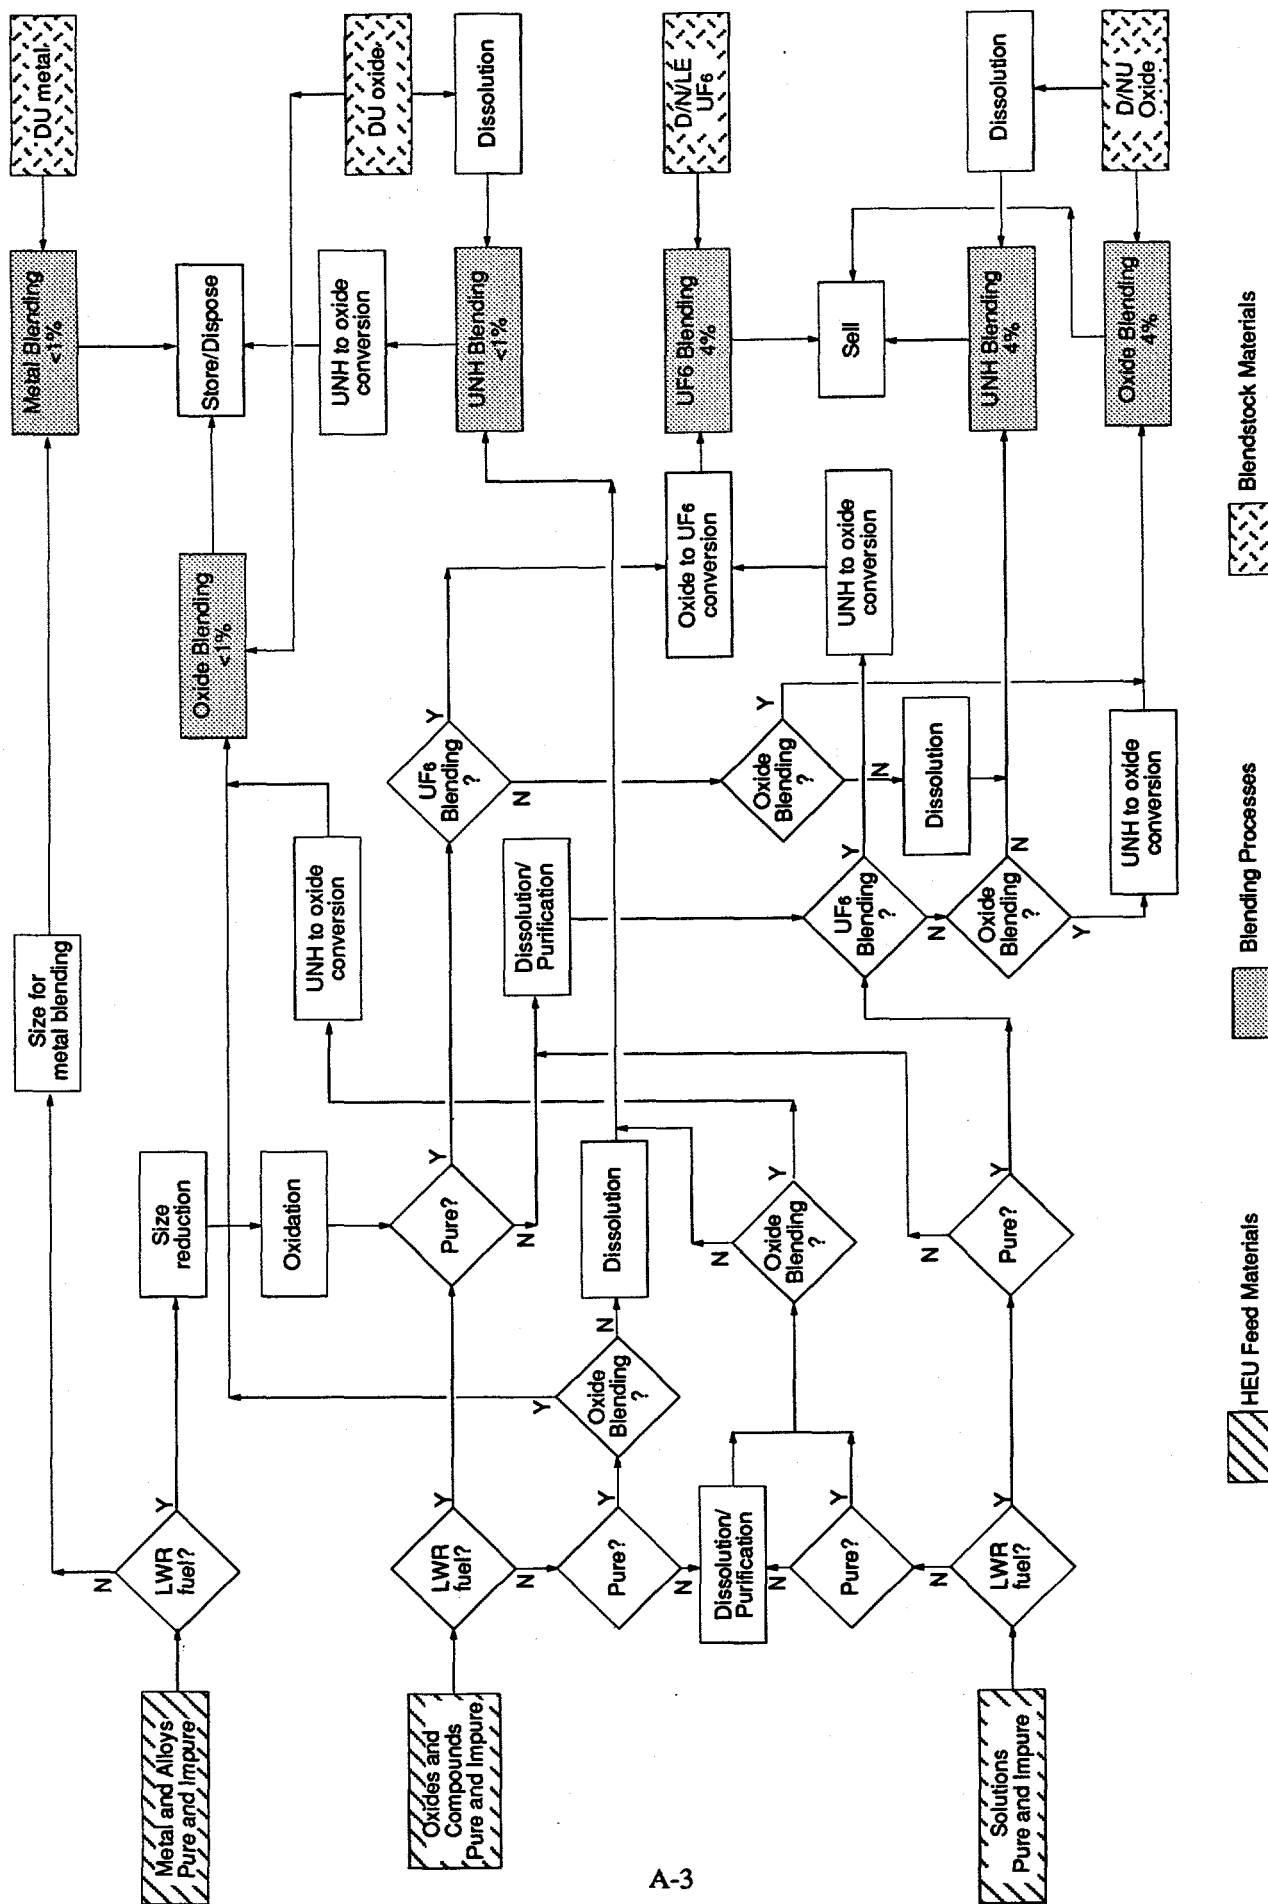 Metal and Alloys
Pure and Impure
LWR
fuel?
N
Y
Size for
metal blending
Size
reduction
Oxidation
Metal Blending
<1%
DU metal
Oxide Blending
<1%
Store/Dispose
UNH to oxide
conversion
UNH to oxide
conversion
DU oxide
Dissolution
UNH Blending
<1%
Oxides and
Compounds
Pure and Impure
LWR
fuel?
Y
N
Pure?
Y
N
UF6
Blending
?
Y
N
Dissolution/
Purification
Pure?
Y
N
Oxide
Blending
?
Y
N
Dissolution
Oxide to UF6
conversion
UF6 Blending
4%
D/N/LE
UF6
Dissolution/
Purification
Oxide
Blending
?
N
Y
Oxide
Blending
?
Y
N
UNH to oxide
conversion
Sell
Pure?
Y
N
UF6
Blending
?
Y
N
Dissolution
Solutions
Pure and Impure
LWR
fuel?
N
Y
Pure?
N
Y
Oxide
Blending
?
N
Y
UNH Blending
4%
Dissolution
UNH to oxide
conversion
Oxide Blending
4%
D/NU
Oxide
HEU Feed Materials
Blending Processes
Blendstock Materials
A-3